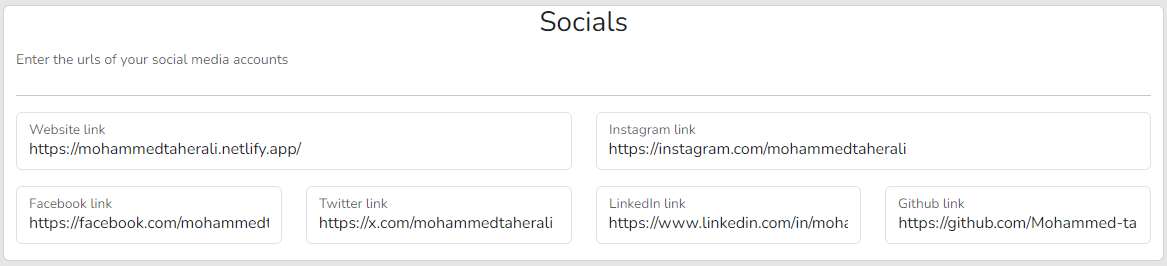 Socials
Enter the urls of your social media accounts
Website link
https://mohammedtaherali.netlify.app/
Instagram link
https://instagram.com/mohammedtaherali
Facebook link
https://facebook.com/mohammedt
Twitter link
https://x.com/mohammedtaherali
LinkedIn link
https://www.linkedin.com/in/moha
Github link
https://github.com/Mohammed-ta